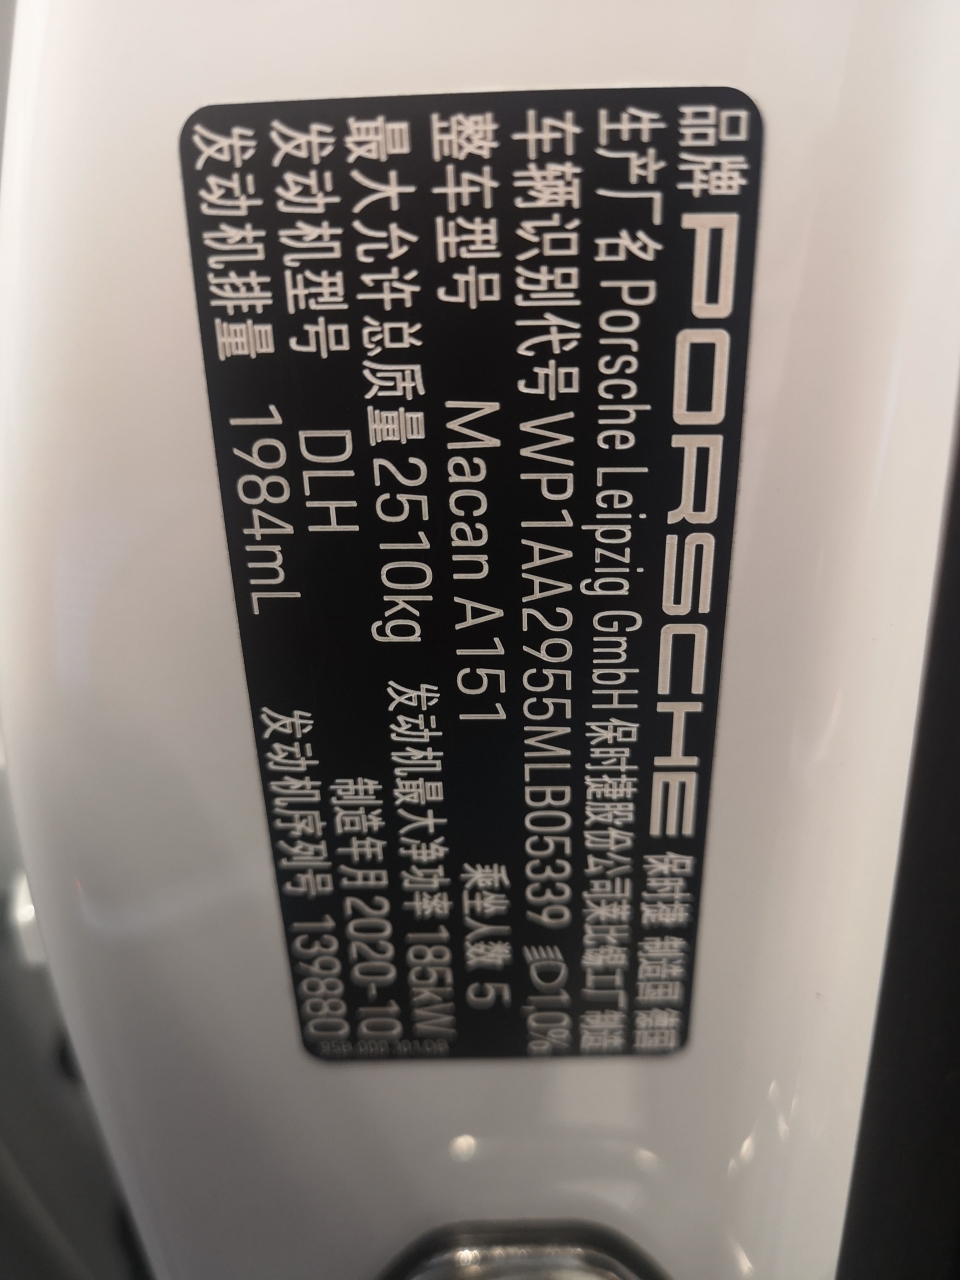 品牌 PORSCHE 保时捷 制造国 德国
生产厂名 Porsche Leipzig GmbH 保时捷股份公司莱比锡工厂制造
车辆识别代号 WP1AA2955MLB05339 1,0%
整车型号 Macan A151 乘坐人数 5
最大允许总质量 2510kg 发动机最大净功率 185kW
发动机型号 DLH 制造年月 2020-10
发动机排量 1984mL 发动机序列号 139880